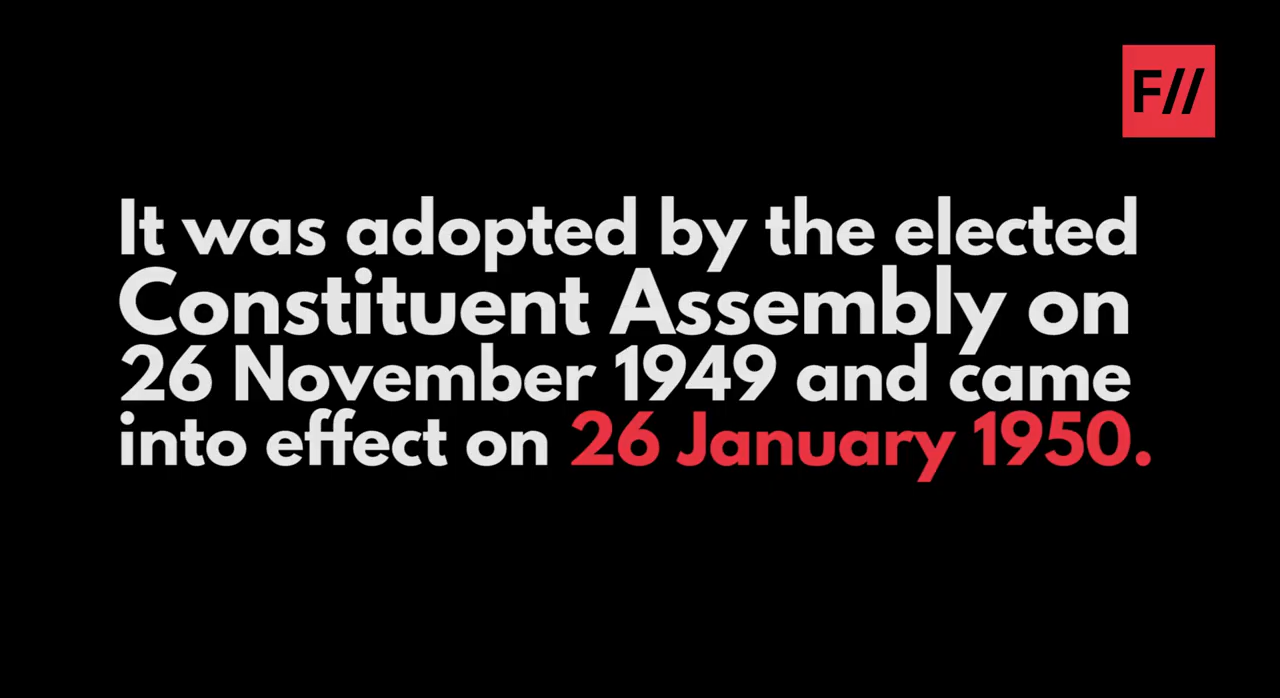 F//
It was adopted by the elected
Constituent Assembly on
26 November 1949 and came
into effect on 26 January 1950.